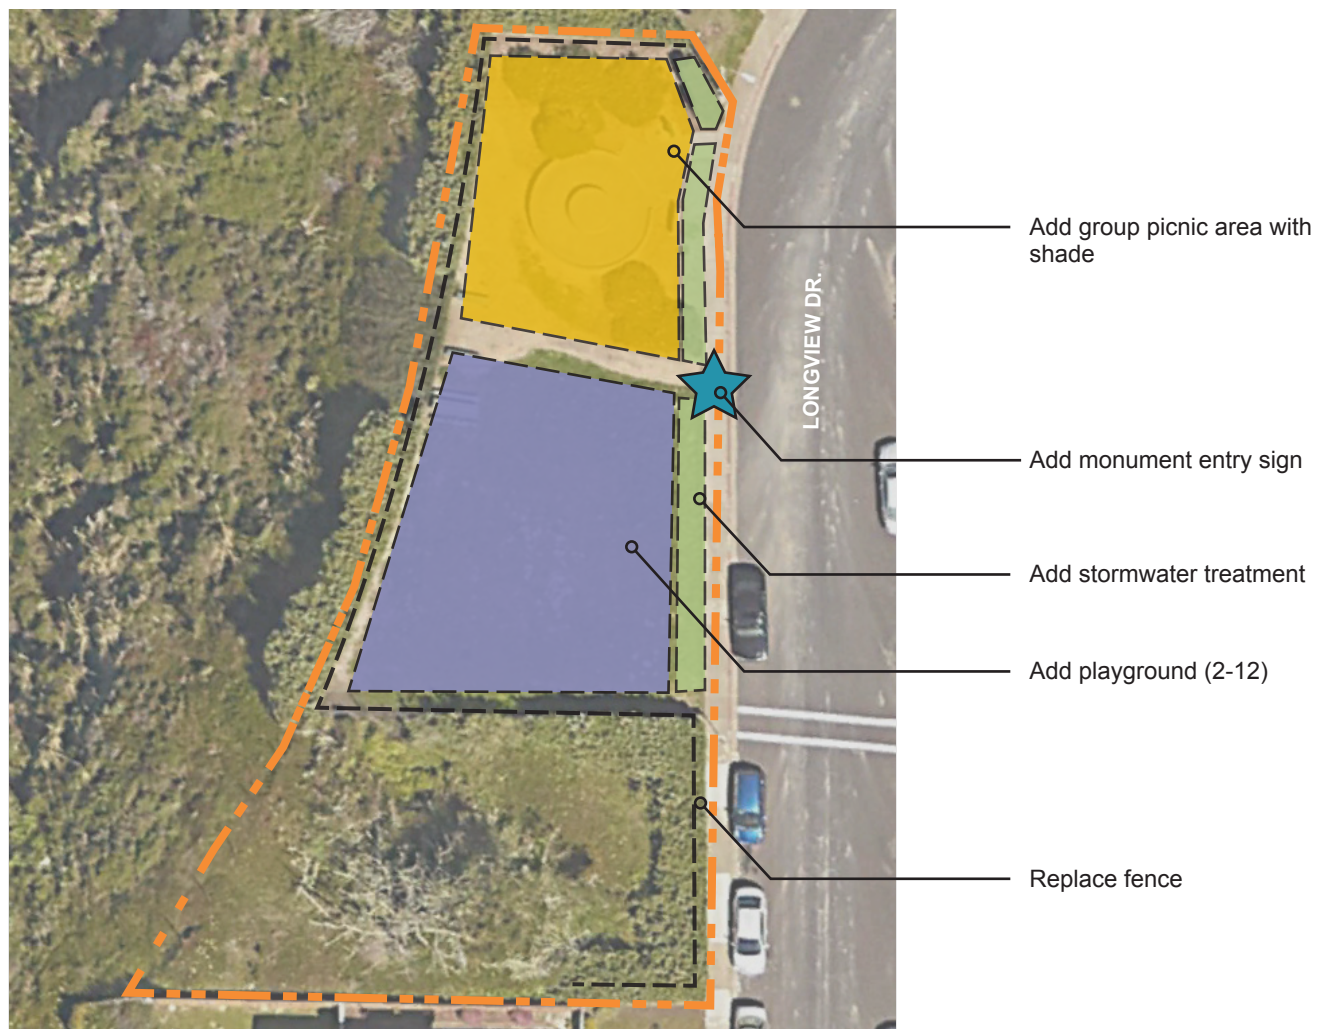 Add group picnic area with
shade
LONGVIEW DR.
Add monument entry sign
Add stormwater treatment
Add playground (2-12)
Replace fence